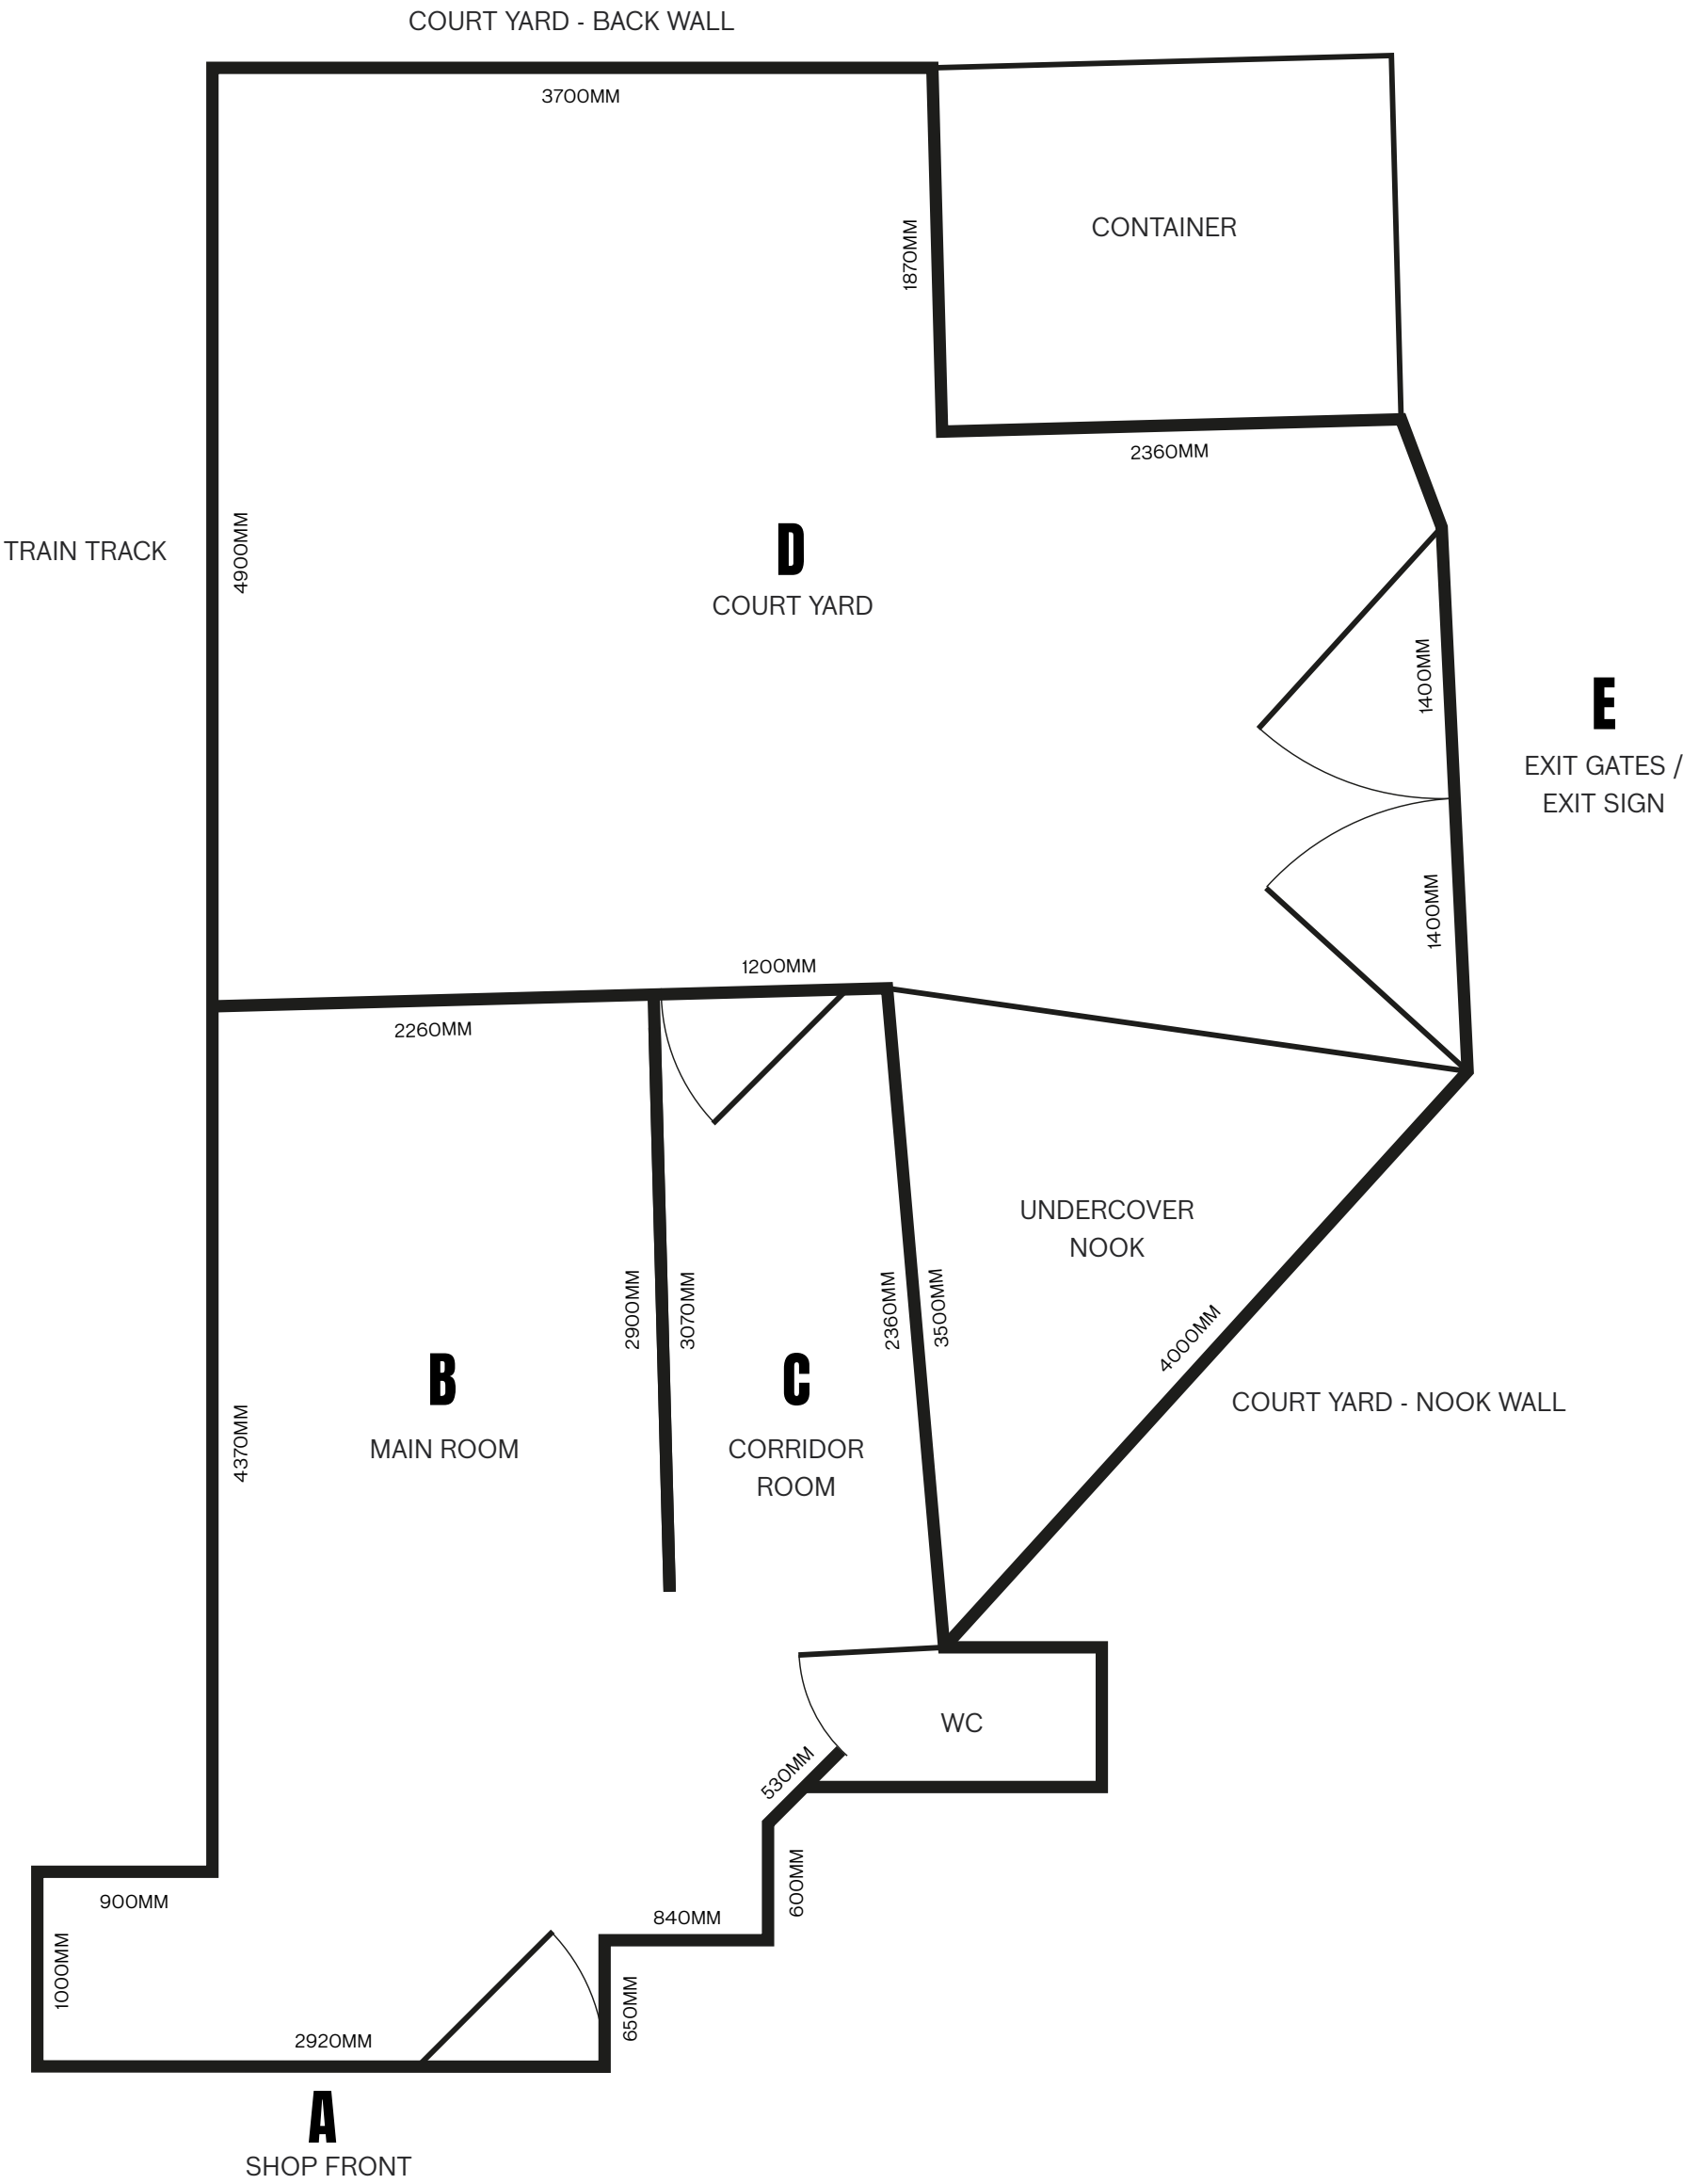 COURT YARD - BACK WALL
3700MM
CONTAINER
1870MM
2360MM
TRAIN TRACK
4900MM
D
COURT YARD
1400MM
E
EXIT GATES /
EXIT SIGN
1400MM
1200MM
2260MM
UNDERCOVER
NOOK
2900MM
3070MM
2360MM
3500MM
4000MM
B
MAIN ROOM
C
CORRIDOR
ROOM
COURT YARD - NOOK WALL
4370MM
WC
530MM
600MM
900MM
840MM
1000MM
650MM
2920MM
A
SHOP FRONT